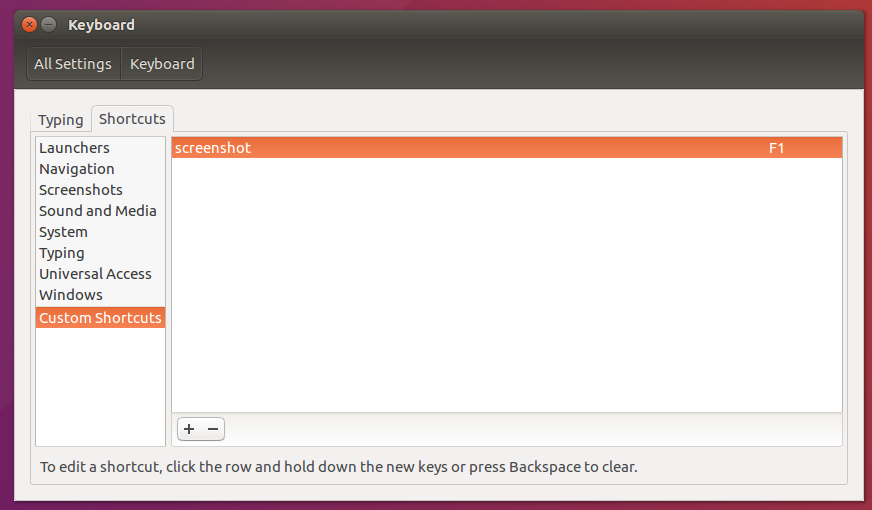 Keyboard
All Settings Keyboard
Typing Shortcuts
Launchers
Navigation
Screenshots
Sound and Media
System
Typing
Universal Access
Windows
Custom Shortcuts
screenshot F1
To edit a shortcut, click the row and hold down the new keys or press Backspace to clear.